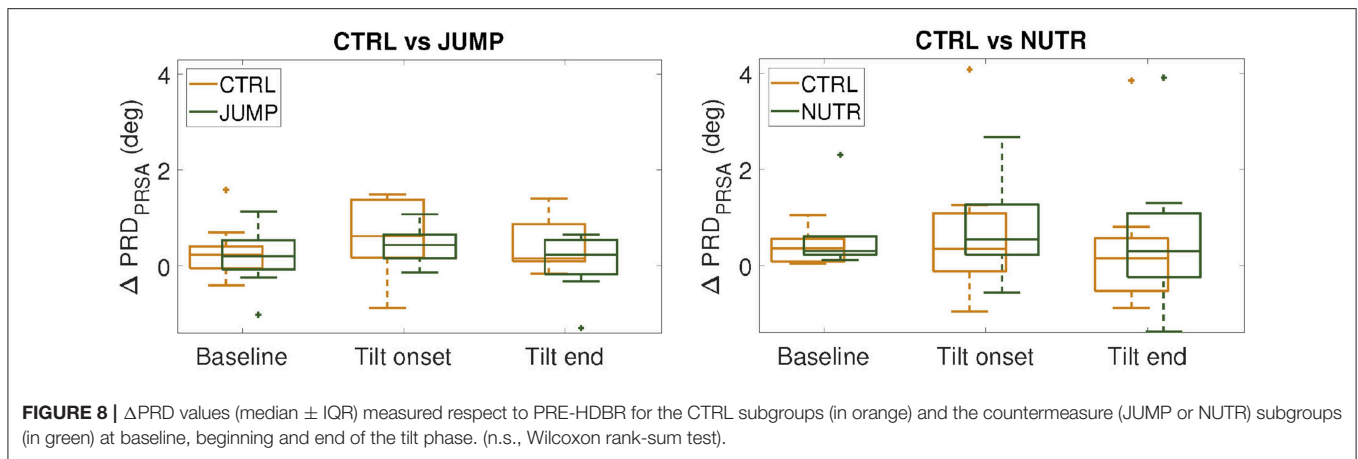 CTRL vs JUMP
CTRL
JUMP
Δ PRD_PRSA (deg)
4
2
0
Baseline Tilt onset Tilt end
CTRL vs NUTR
CTRL
NUTR
Δ PRD_PRSA (deg)
4
2
0
Baseline Tilt onset Tilt end
FIGURE 8 | ΔPRD values (median ± IQR) measured respect to PRE-HDBR for the CTRL subgroups (in orange) and the countermeasure (JUMP or NUTR) subgroups
(in green) at baseline, beginning and end of the tilt phase. (n.s., Wilcoxon rank-sum test).